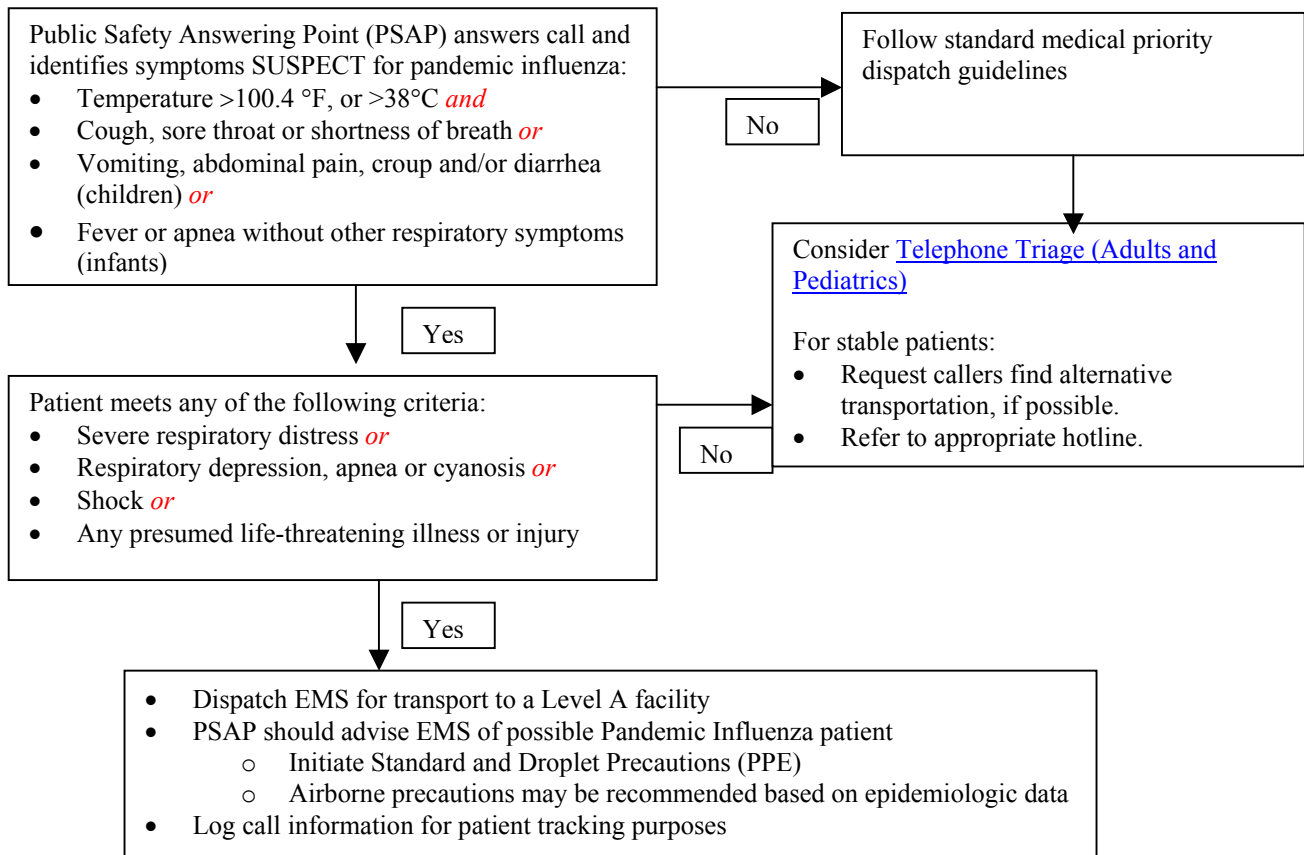 Public Safety Answering Point (PSAP) answers call and
identifies symptoms SUSPECT for pandemic influenza:
• Temperature >100.4 °F, or >38°C and
• Cough, sore throat or shortness of breath or
• Vomiting, abdominal pain, croup and/or diarrhea
(children) or
• Fever or apnea without other respiratory symptoms
(infants)
No
Follow standard medical priority
dispatch guidelines
Yes
Consider Telephone Triage (Adults and
Pediatrics)
For stable patients:
• Request callers find alternative
transportation, if possible.
• Refer to appropriate hotline.
Patient meets any of the following criteria:
• Severe respiratory distress or
• Respiratory depression, apnea or cyanosis or
• Shock or
• Any presumed life-threatening illness or injury
No
Yes
• Dispatch EMS for transport to a Level A facility
• PSAP should advise EMS of possible Pandemic Influenza patient
o Initiate Standard and Droplet Precautions (PPE)
o Airborne precautions may be recommended based on epidemiologic data
• Log call information for patient tracking purposes